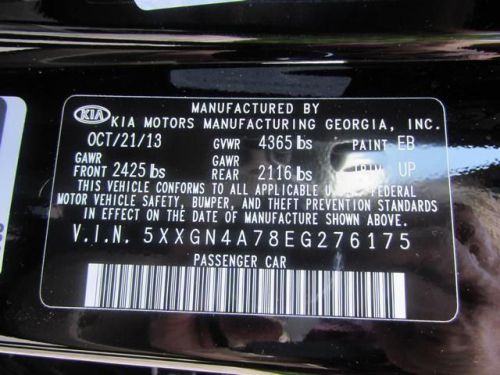 KIA
MANUFACTURED BY
KIA MOTORS MANUFACTURING GEORGIA, INC.
OCT/21/13 GVWR 4365 lbs PAINT EB
GAWR FRONT 2425 lbs GAWR REAR 2116 lbs TRIM UP
THIS VEHICLE CONFORMS TO ALL APPLICABLE U.S. FEDERAL
MOTOR VEHICLE SAFETY, BUMPER, AND THEFT PREVENTION STANDARDS
IN EFFECT ON THE DATE OF MANUFACTURE SHOWN ABOVE.
V.I.N. 5XXGN4A78EG276175
PASSENGER CAR